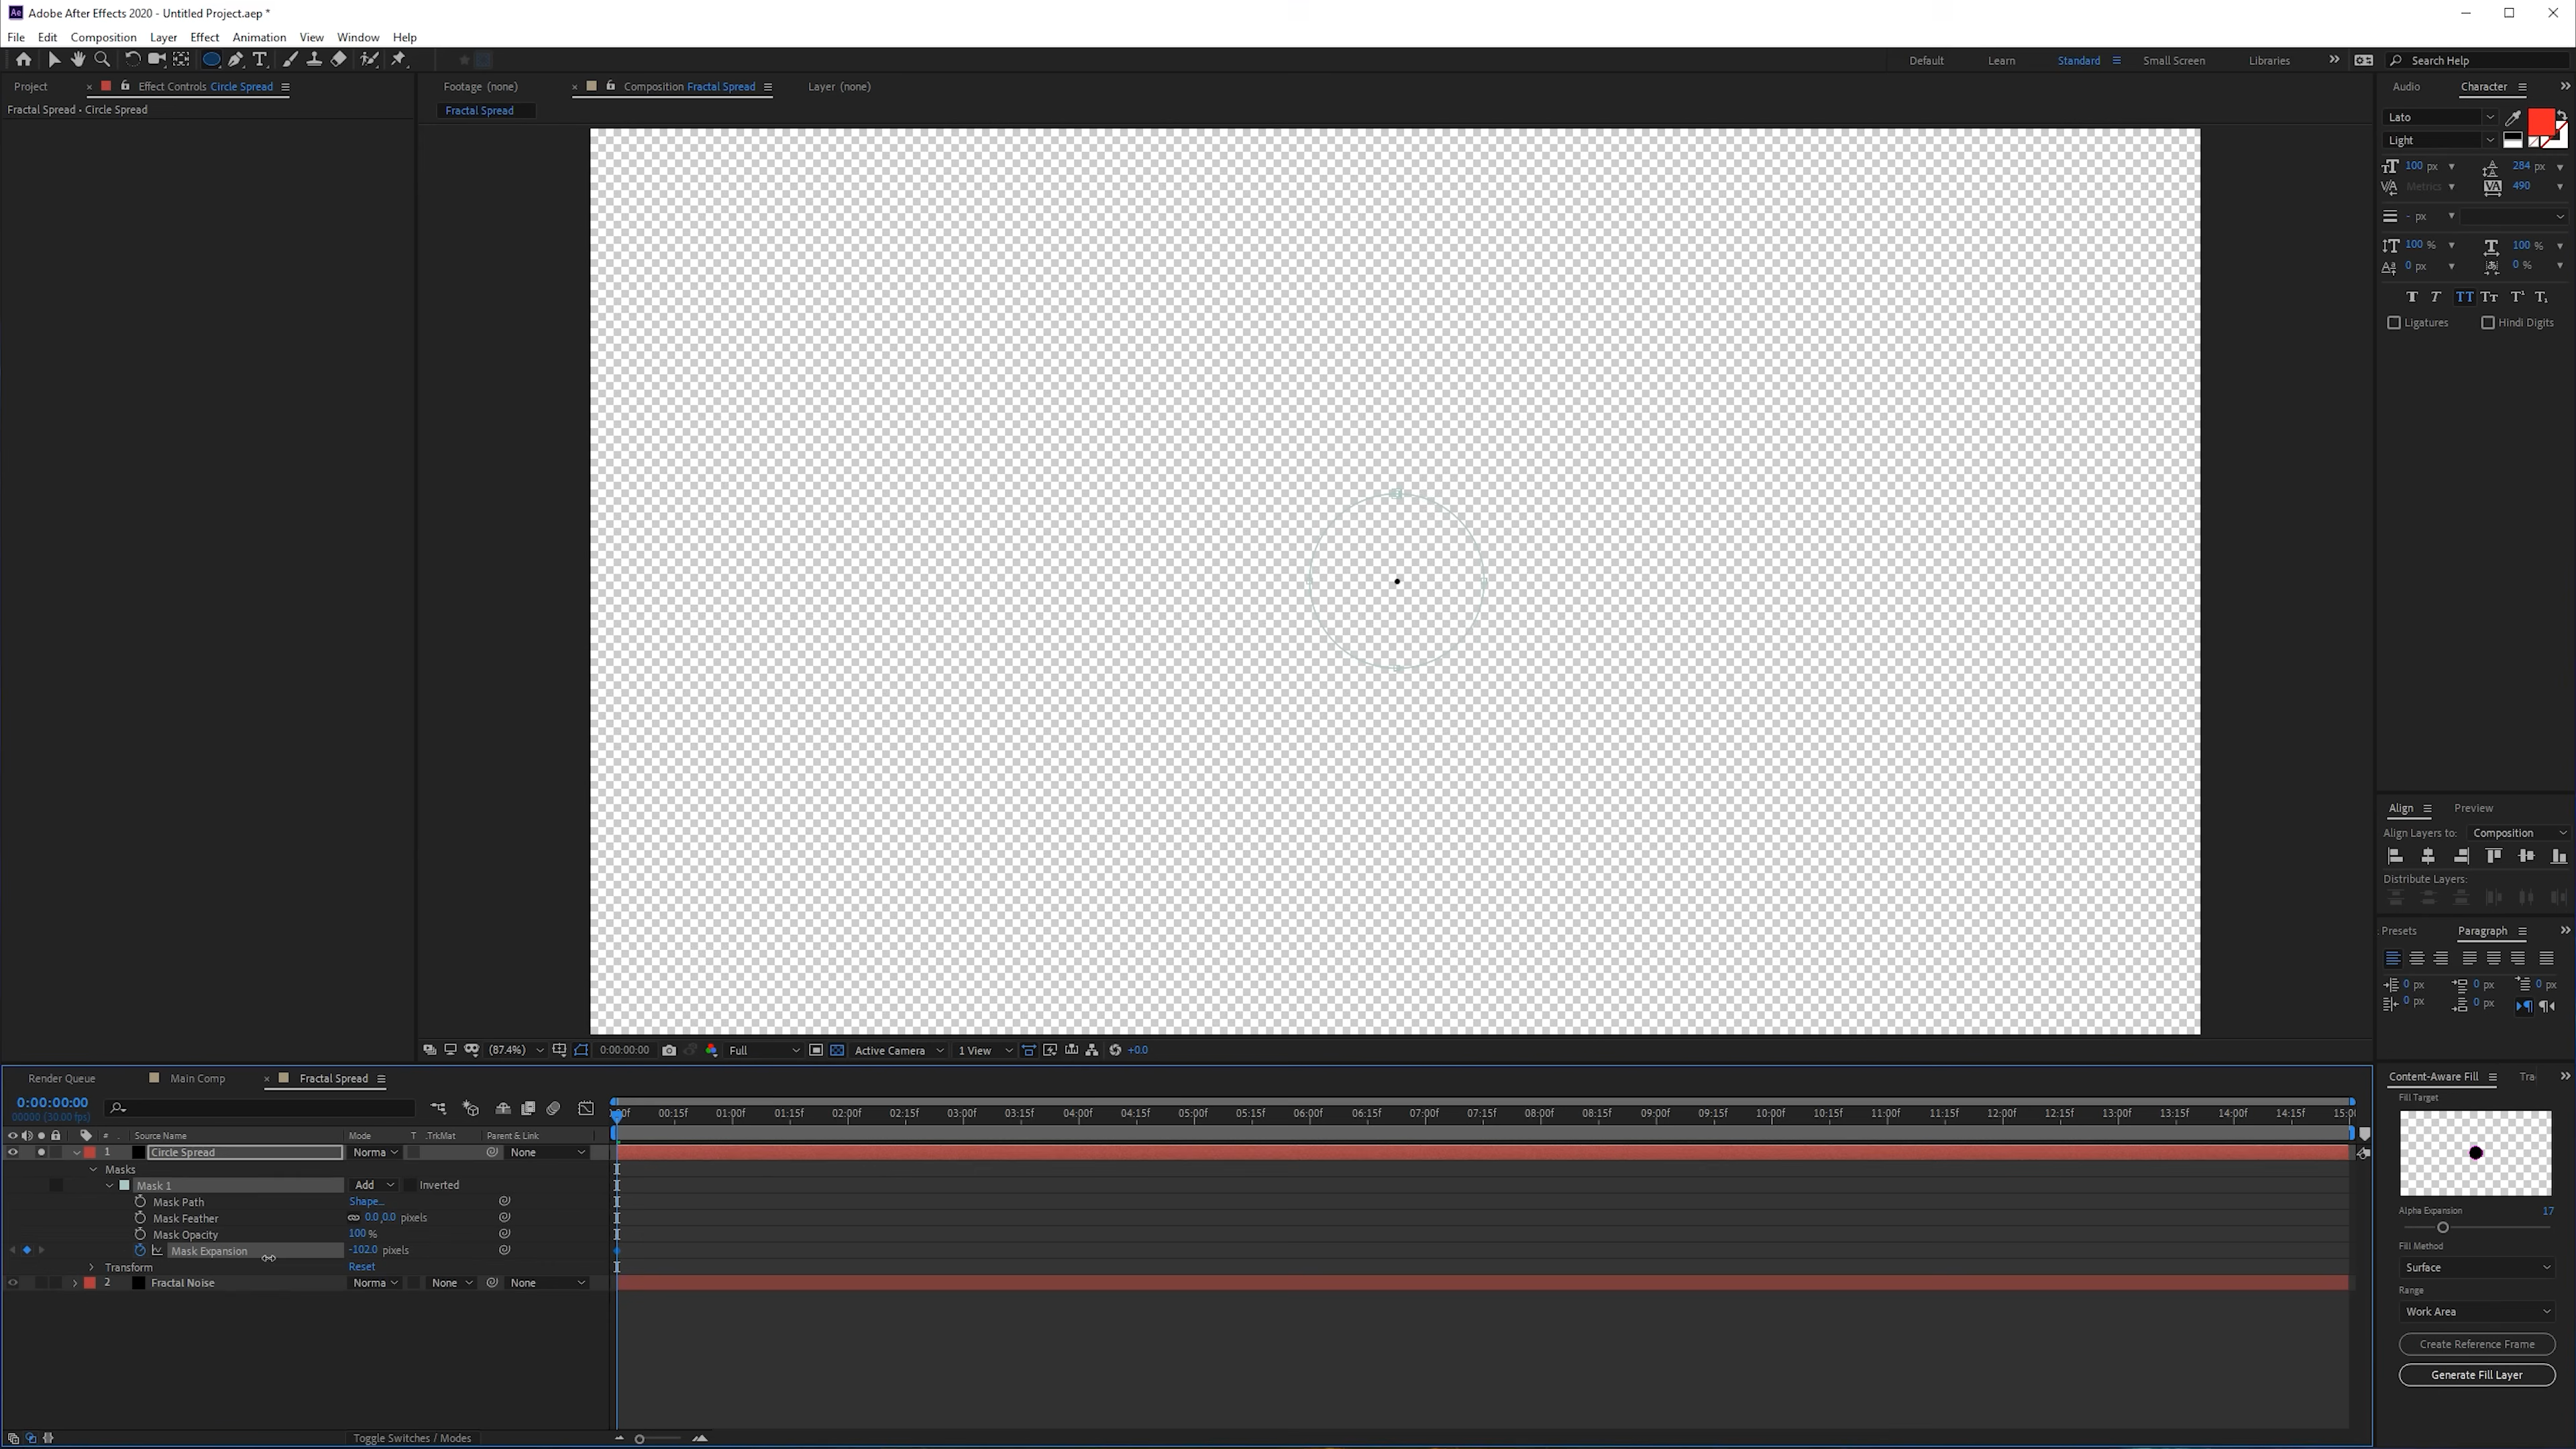 Adobe After Effects 2020 - Untitled Project.aep *
File Edit Composition Layer Effect Animation View Window Help
Default Learn Standard Small Screen Libraries Search Help
Project Effect Controls Circle Spread
Fractal Spread • Circle Spread
Footage (none) Composition Fractal Spread Layer (none)
Fractal Spread
Audio Character
Lato
Light
100 px 284 px
Metrics 490
- px
100 % 100 %
0 px 0 %
Ligatures Hindi Digits
Align Preview
Align Layers to: Composition
Distribute Layers:
Presets Paragraph
0 px 0 px 0 px
0 px 0 px
(87.4%) 0:00:00:00 Full Active Camera 1 View +0.0
Render Queue Main Comp Fractal Spread
0:00:00:00
00000 (30.00 fps)
00:15f 01:00f 01:15f 02:00f 02:15f 03:00f 03:15f 04:00f 04:15f 05:00f 05:15f 06:00f 06:15f 07:00f 07:15f 08:00f 08:15f 09:00f 09:15f 10:00f 10:15f 11:00f 11:15f 12:00f 12:15f 13:00f 13:15f 14:00f 14:15f 15:00f
# . Source Name Mode T .TrkMat Parent & Link
1 Circle Spread Norma None
Masks
Mask 1 Add Inverted
Mask Path Shape...
Mask Feather 0.0,0.0 pixels
Mask Opacity 100 %
Mask Expansion -102.0 pixels
Transform Reset
2 Fractal Noise Norma None None
Toggle Switches / Modes
Content-Aware Fill Tra
Fill Target
Alpha Expansion 17
Fill Method
Surface
Range
Work Area
Create Reference Frame
Generate Fill Layer